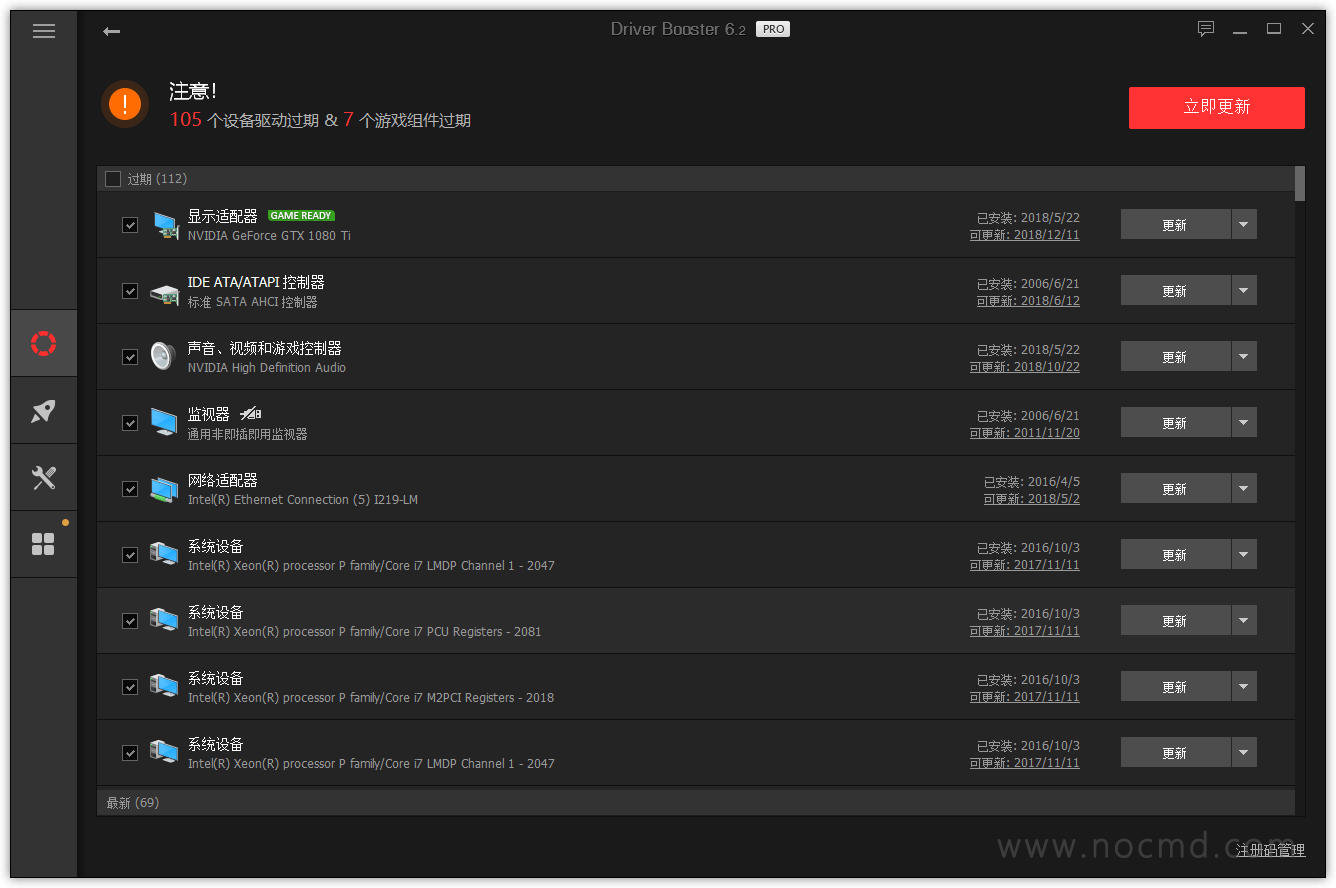 Driver Booster 6.2 PRO
注意!
105 个设备驱动过期 & 7 个游戏组件过期
立即更新
过期 (112)
显示适配器 GAME READY
NVIDIA GeForce GTX 1080 Ti
已安装: 2018/5/22
可更新: 2018/12/11
更新
IDE ATA/ATAPI 控制器
标准 SATA AHCI 控制器
已安装: 2006/6/21
可更新: 2018/6/12
更新
声音、视频和游戏控制器
NVIDIA High Definition Audio
已安装: 2018/5/22
可更新: 2018/10/22
更新
监视器
通用非即插即用监视器
已安装: 2006/6/21
可更新: 2011/11/20
更新
网络适配器
Intel(R) Ethernet Connection (5) I219-LM
已安装: 2016/4/5
可更新: 2018/5/2
更新
系统设备
Intel(R) Xeon(R) processor P family/Core i7 LMDP Channel 1 - 2047
已安装: 2016/10/3
可更新: 2017/11/11
更新
系统设备
Intel(R) Xeon(R) processor P family/Core i7 PCU Registers - 2081
已安装: 2016/10/3
可更新: 2017/11/11
更新
系统设备
Intel(R) Xeon(R) processor P family/Core i7 M2PCI Registers - 2018
已安装: 2016/10/3
可更新: 2017/11/11
更新
系统设备
Intel(R) Xeon(R) processor P family/Core i7 LMDP Channel 1 - 2047
已安装: 2016/10/3
可更新: 2017/11/11
更新
最新 (69)
www.nocmd.com
注册码管理